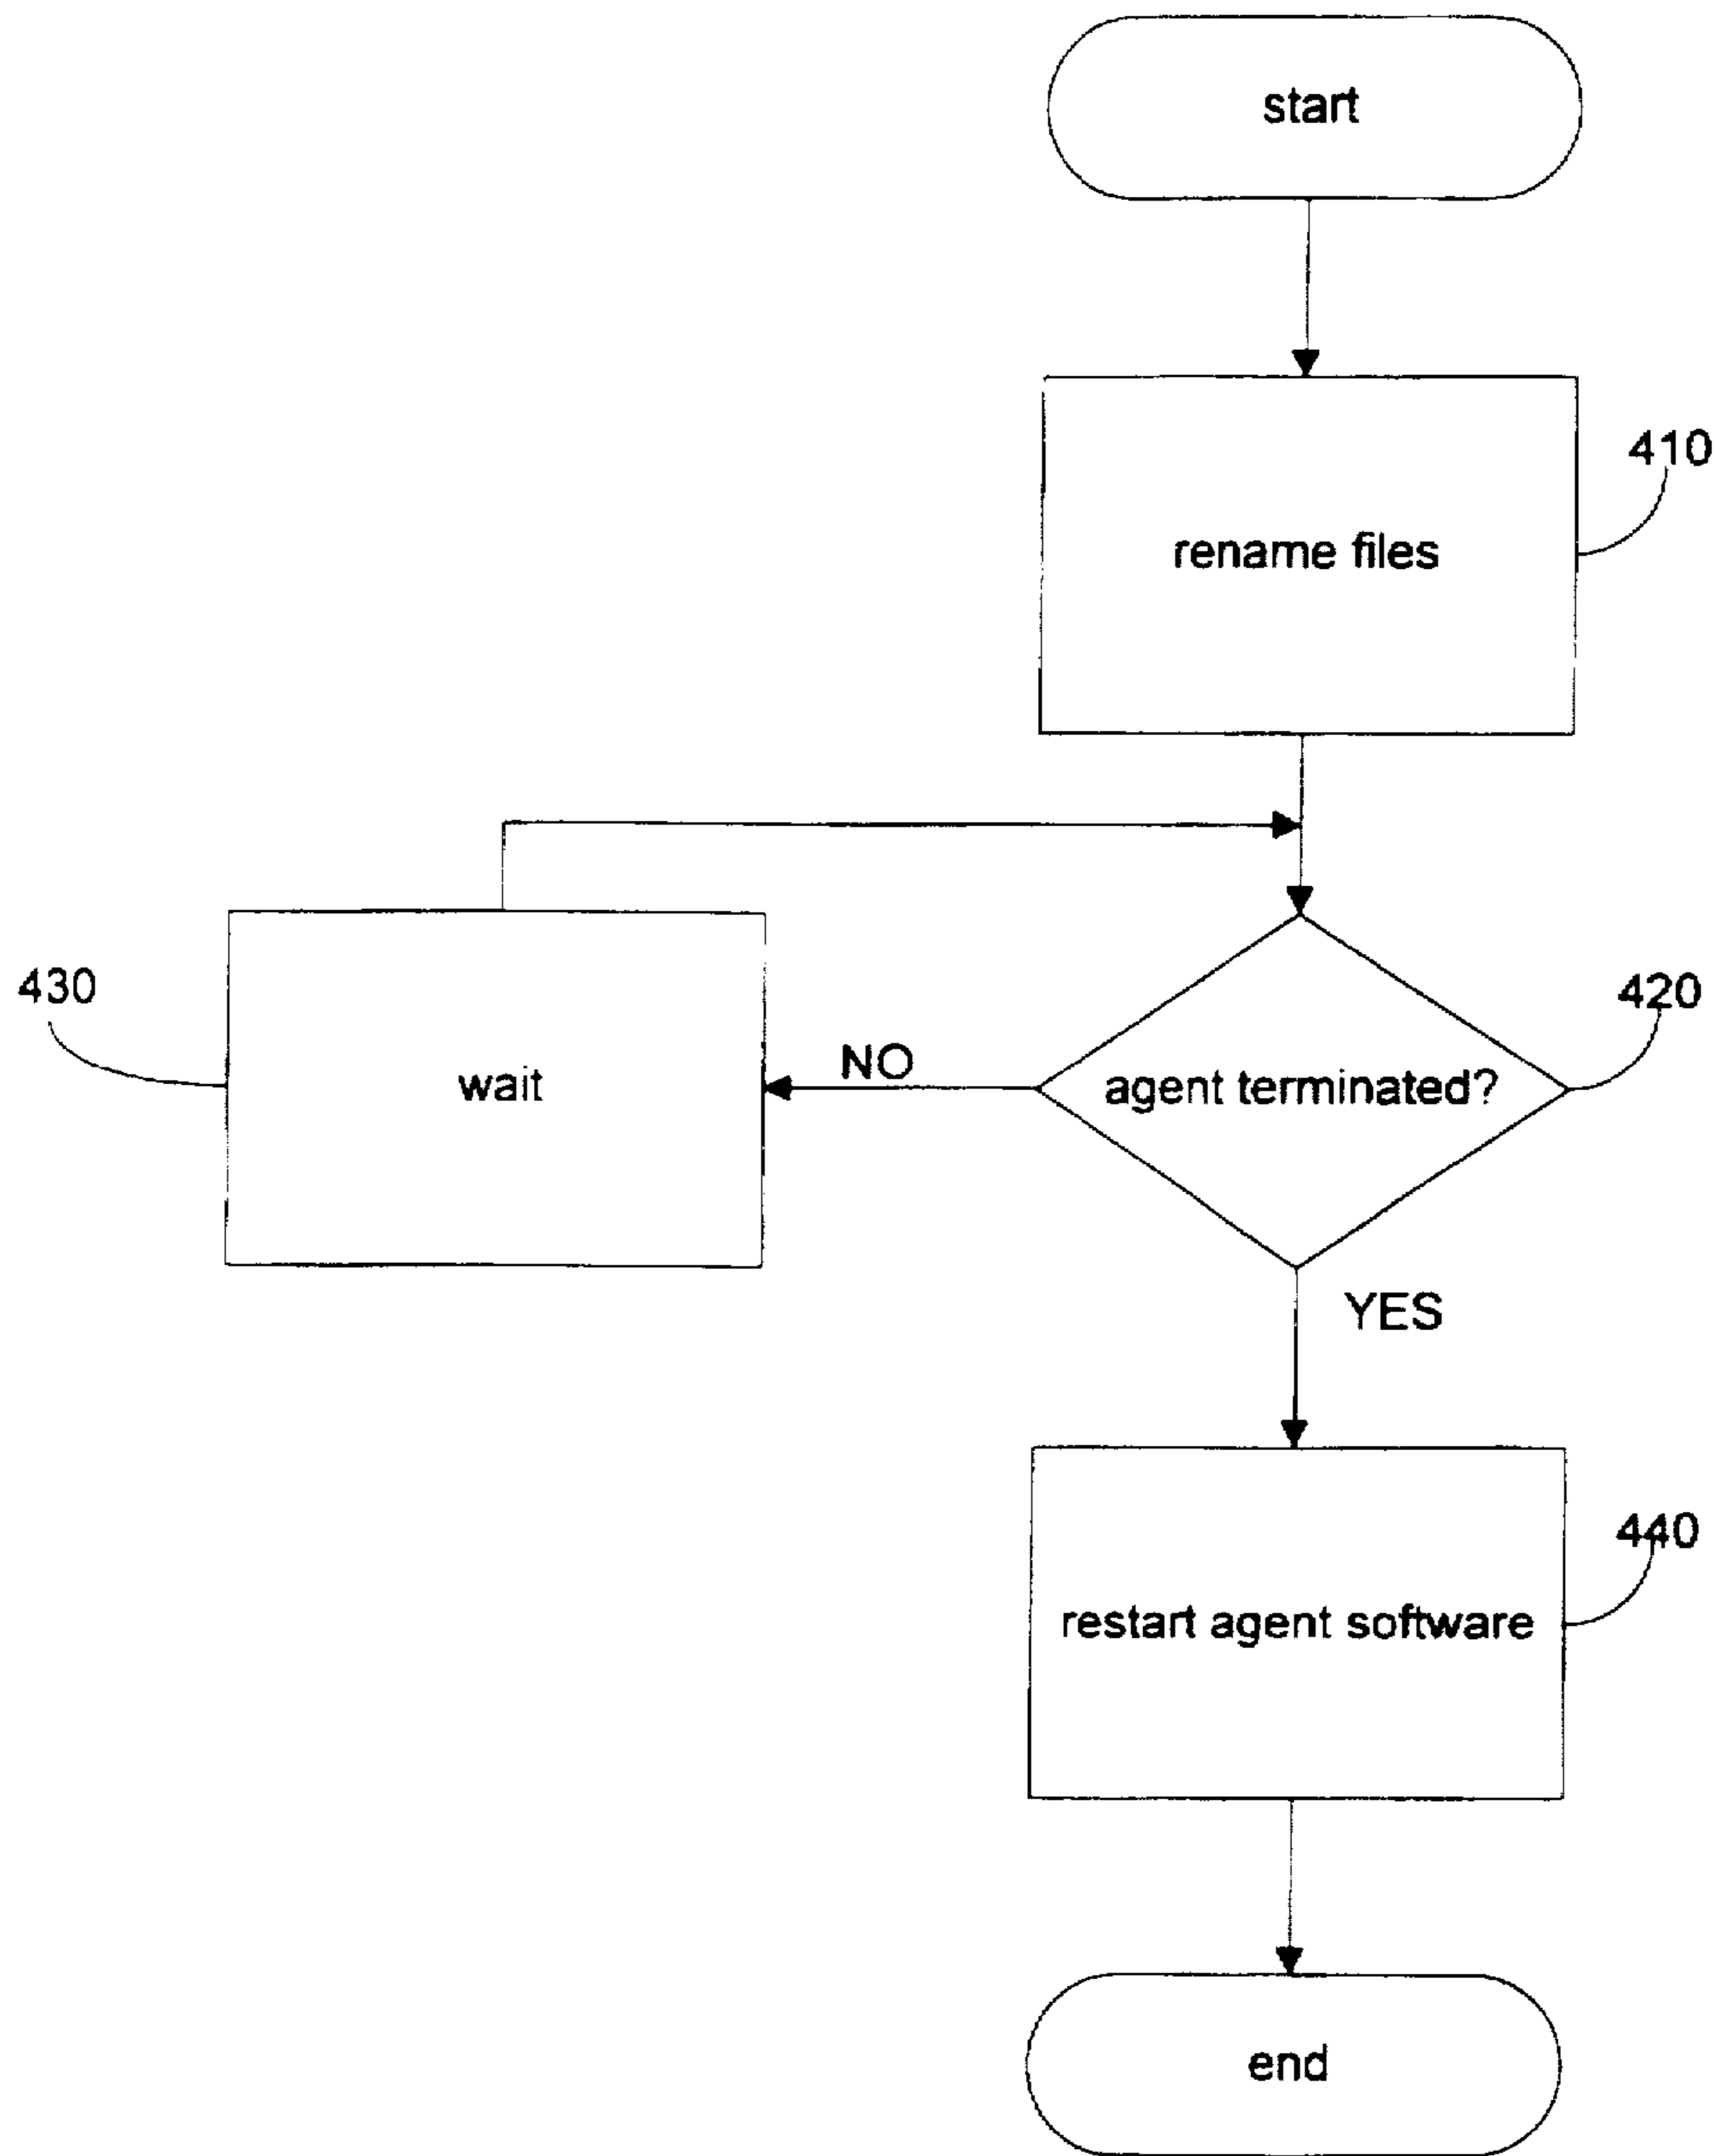 start
410
rename files
430
420
NO
wait
agent terminated?
YES
440
restart agent software
end